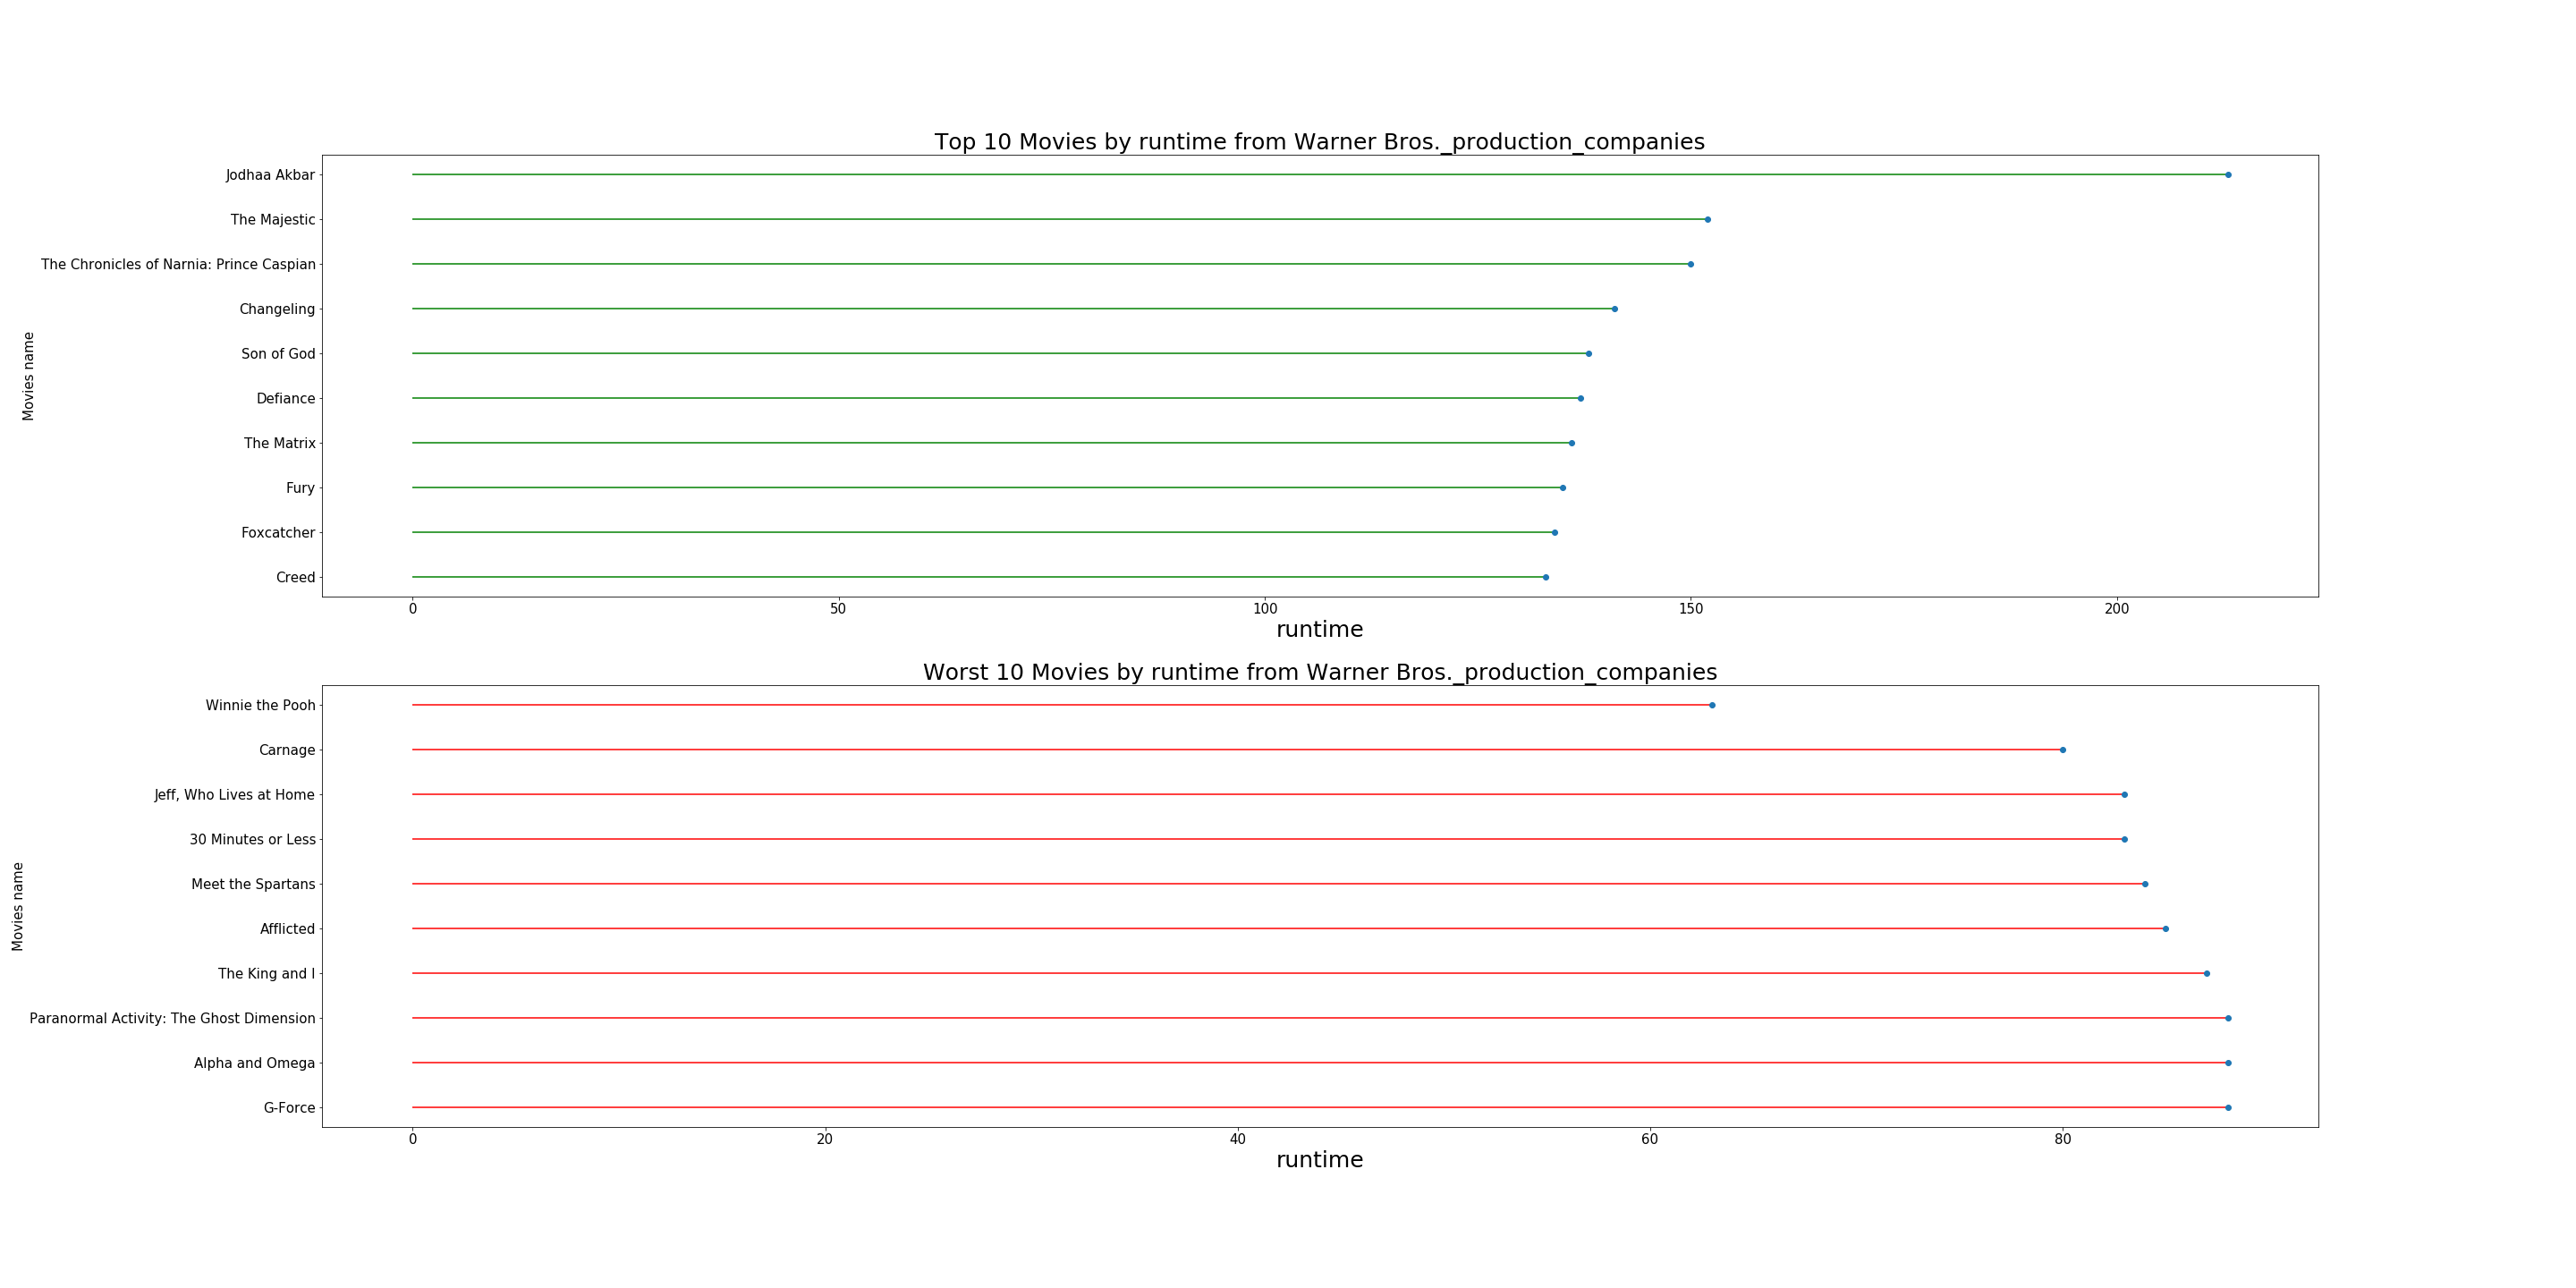 Top 10 Movies by runtime from Warner Bros._production_companies
Movies name
Jodhaa Akbar
The Majestic
The Chronicles of Narnia: Prince Caspian
Changeling
Son of God
Defiance
The Matrix
Fury
Foxcatcher
Creed
0 50 100 150 200
runtime
Worst 10 Movies by runtime from Warner Bros._production_companies
Movies name
Winnie the Pooh
Carnage
Jeff, Who Lives at Home
30 Minutes or Less
Meet the Spartans
Afflicted
The King and I
Paranormal Activity: The Ghost Dimension
Alpha and Omega
G-Force
0 20 40 60 80
runtime